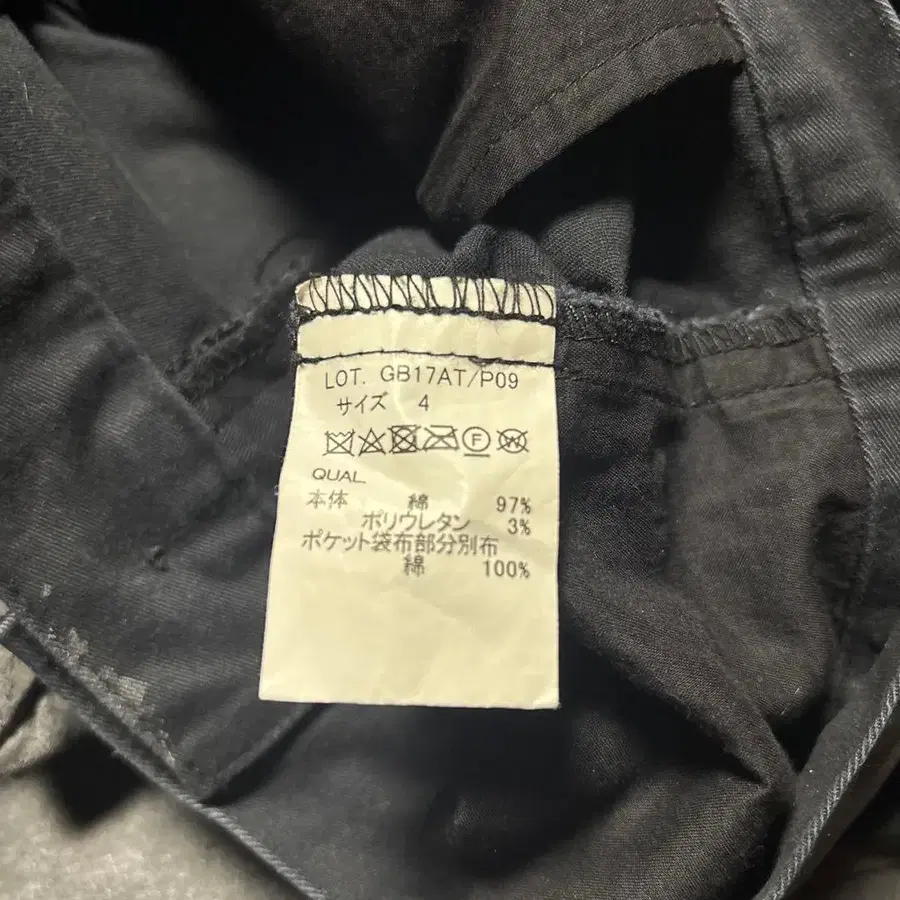 LOT. GB17AT/P09
サイズ 4
F W
QUAL
本体 綿 97%
ポリウレタン 3%
ポケット袋布部分別布
綿 100%